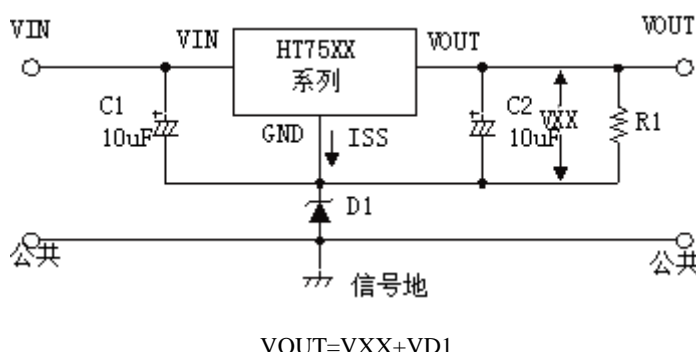 VIN
VOUT
VIN
HT75XX
系列
VOUT
C1
10uF
GND
ISS
C2
10uF
VXX
R1
D1
公共
公共
信号地
VOUT=VXX+VD1